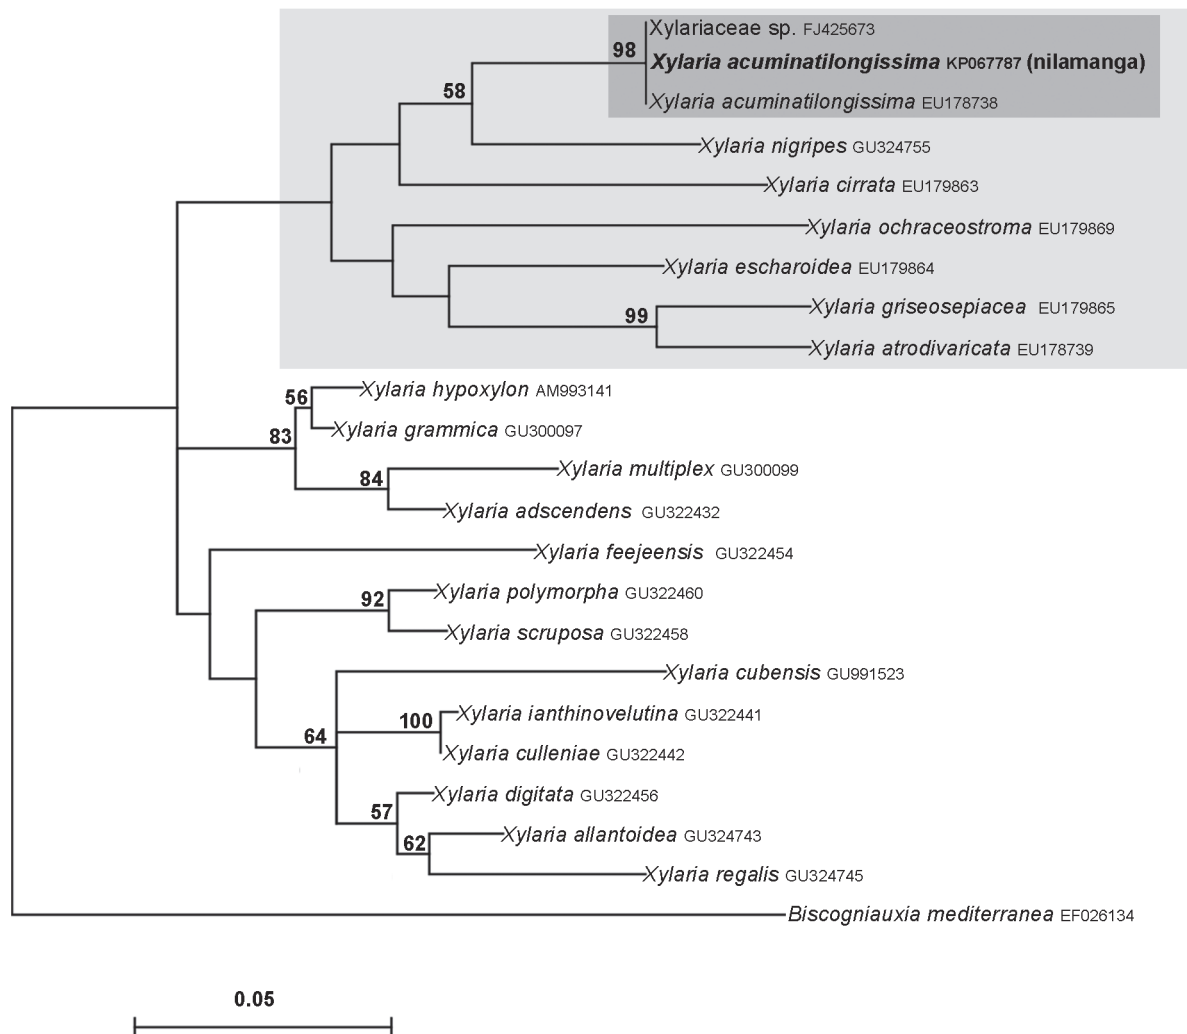 Xylariaceae sp. FJ425673
98
Xylaria acuminatilongissima KP067787 (nilamanga)
58
Xylaria acuminatilongissima EU178738
Xylaria nigripes GU324755
Xylaria cirrata EU179863
Xylaria ochraceostroma EU179869
Xylaria escharoidea EU179864
Xylaria griseosepiacea EU179865
99
Xylaria atrodivaricata EU178739
Xylaria hypoxylon AM993141
56
Xylaria grammica GU300097
83
Xylaria multiplex GU300099
84
Xylaria adscendens GU322432
Xylaria feejeensis GU322454
Xylaria polymorpha GU322460
92
Xylaria scruposa GU322458
Xylaria cubensis GU991523
Xylaria ianthinovelutina GU322441
100
64
Xylaria culleniae GU322442
Xylaria digitata GU322456
57
Xylaria allantoidea GU324743
62
Xylaria regalis GU324745
Biscogniauxia mediterranea EF026134
0.05